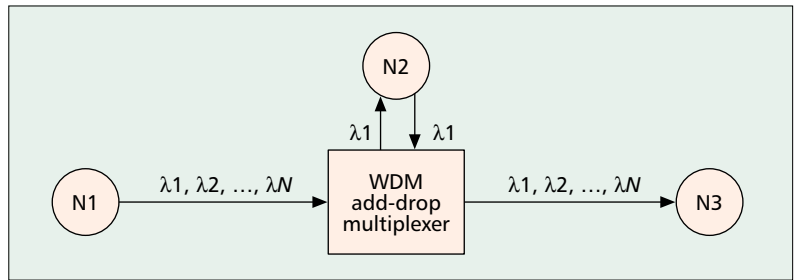 N2
λ1
λ1
N1
λ1, λ2, ..., λN
WDM
add-drop
multiplexer
λ1, λ2, ..., λN
N3